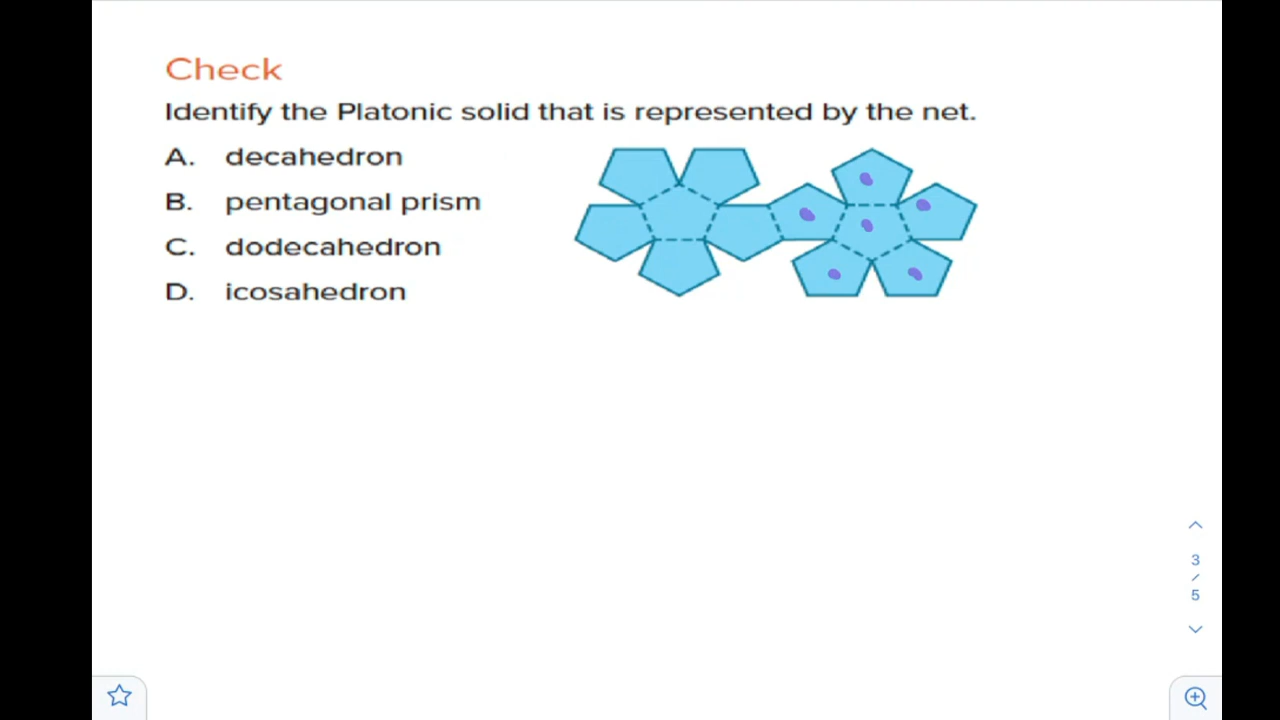 Check
Identify the Platonic solid that is represented by the net.
A. decahedron
B. pentagonal prism
C. dodecahedron
D. icosahedron
3
/
5